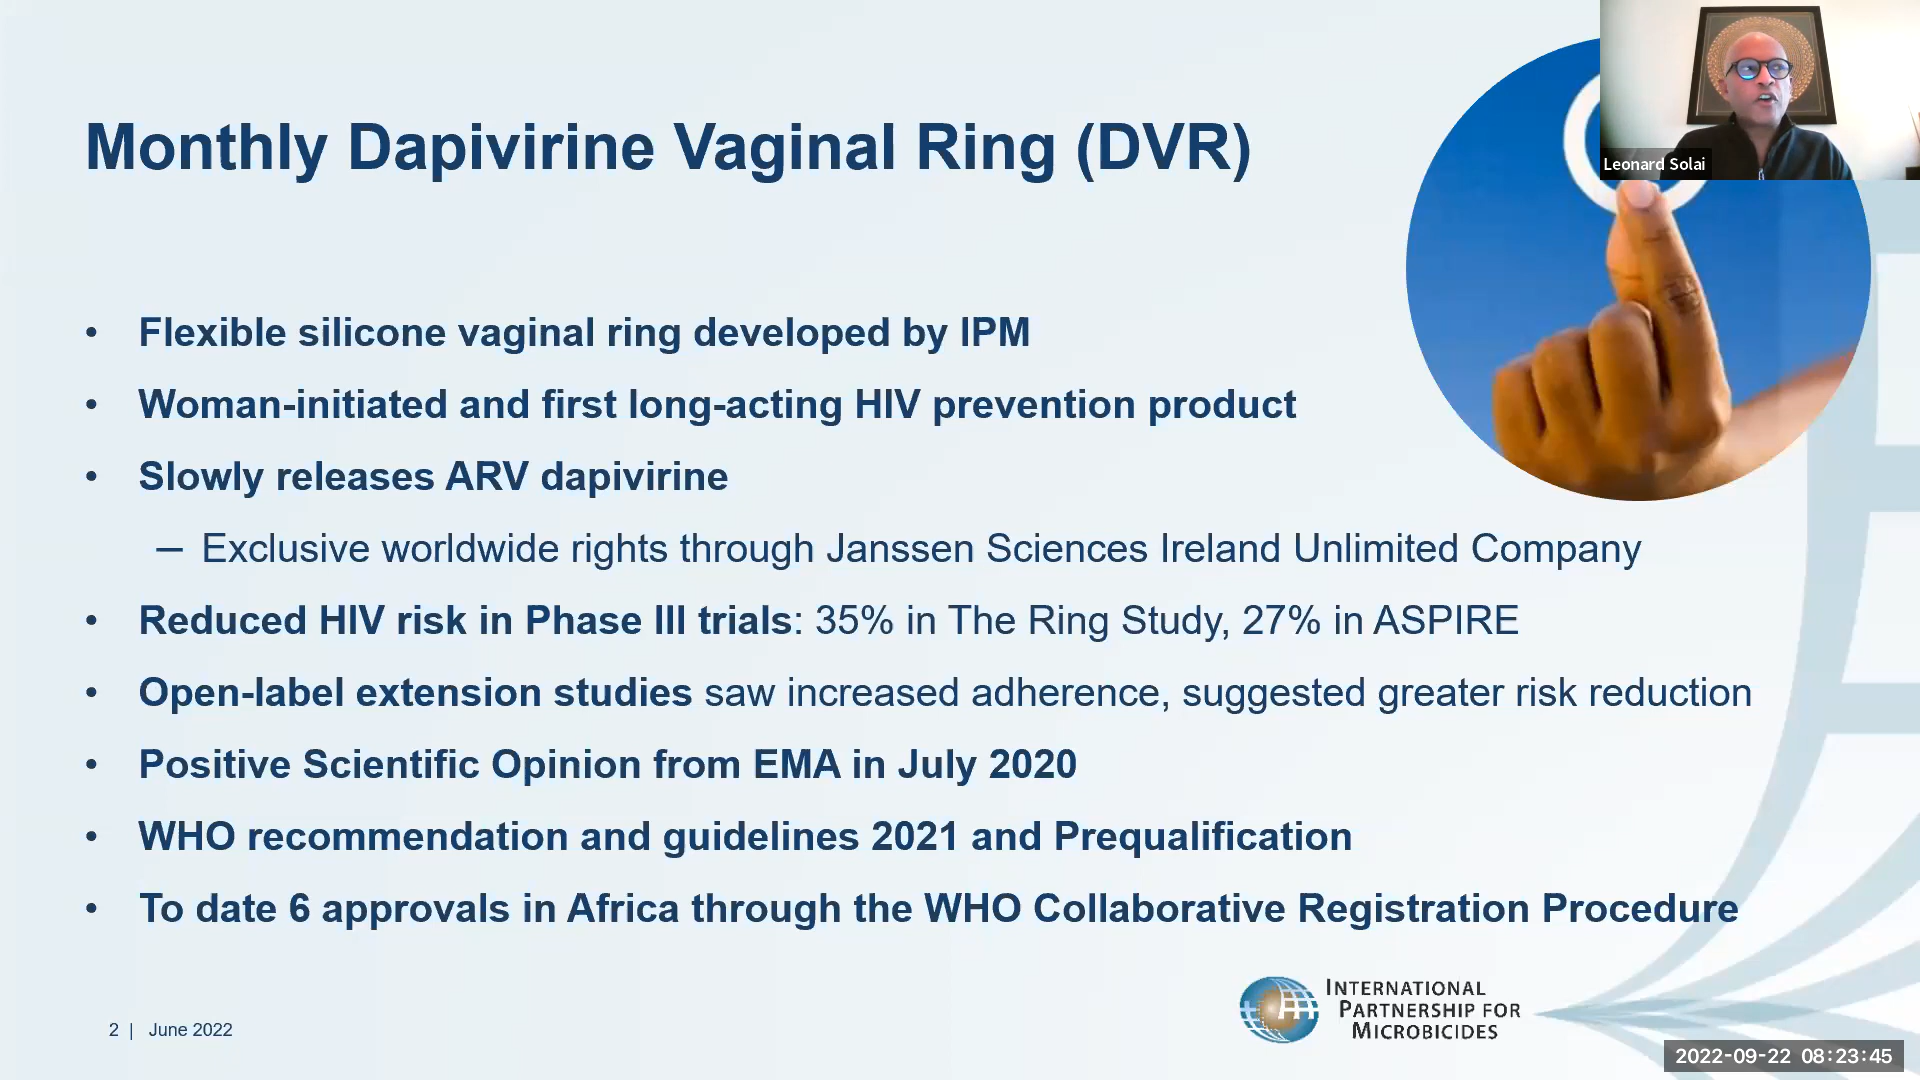 Leonard Solai
Monthly Dapivirine Vaginal Ring (DVR)
• Flexible silicone vaginal ring developed by IPM
• Woman-initiated and first long-acting HIV prevention product
• Slowly releases ARV dapivirine
– Exclusive worldwide rights through Janssen Sciences Ireland Unlimited Company
• Reduced HIV risk in Phase III trials: 35% in The Ring Study, 27% in ASPIRE
• Open-label extension studies saw increased adherence, suggested greater risk reduction
• Positive Scientific Opinion from EMA in July 2020
• WHO recommendation and guidelines 2021 and Prequalification
• To date 6 approvals in Africa through the WHO Collaborative Registration Procedure
INTERNATIONAL
PARTNERSHIP FOR
MICROBICIDES
2 | June 2022
2022-09-22 08:23:45